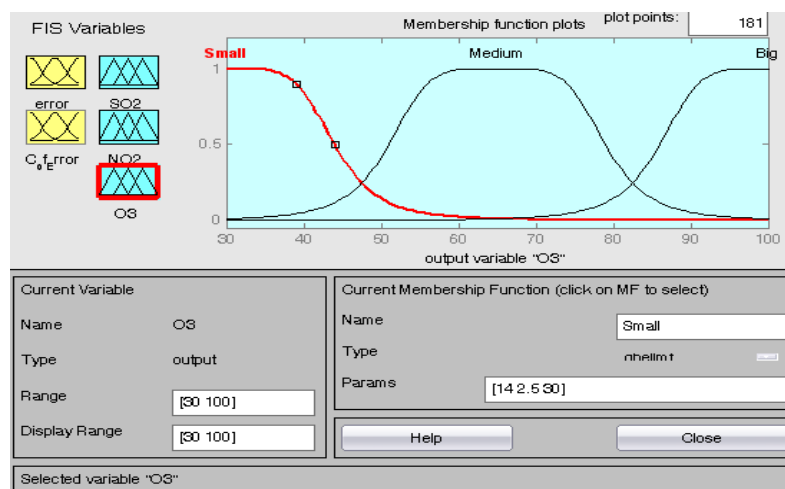 FIS Variables
Membership function plots
plot points:
181
error
SO2
C_of_Error
NO2
O3
Small
Medium
Big
1
0.5
0
30 40 50 60 70 80 90 100
output variable "O3"
Current Variable
Name
O3
Type
output
Range
[30 100]
Display Range
[30 100]
Current Membership Function (click on MF to select)
Name
Small
Type
gbellmf
Params
[14 2.5 30]
Help
Close
Selected variable "O3"